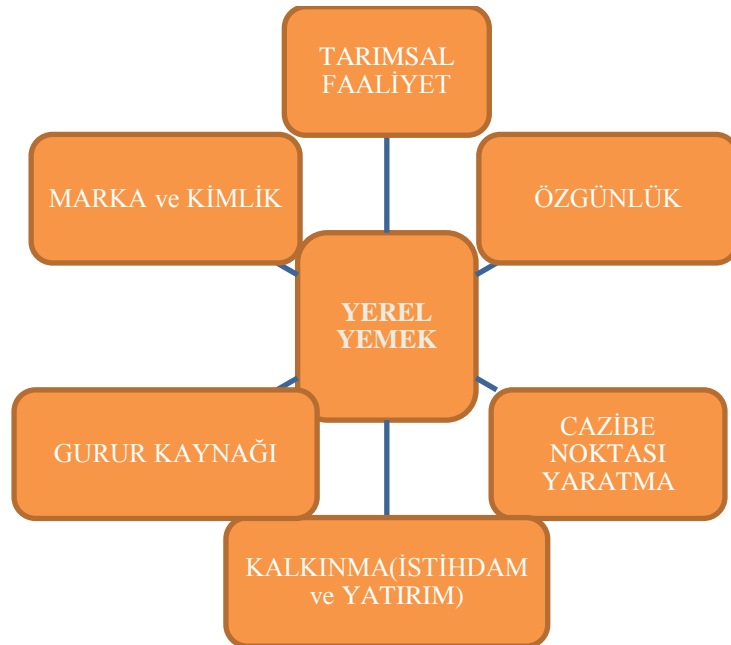 TARIMSAL
FAALİYET
MARKA ve KİMLİK
ÖZGÜNLÜK
YEREL
YEMEK
GURUR KAYNAĞI
CAZİBE
NOKTASI
YARATMA
KALKINMA(İSTİHDAM
ve YATIRIM)